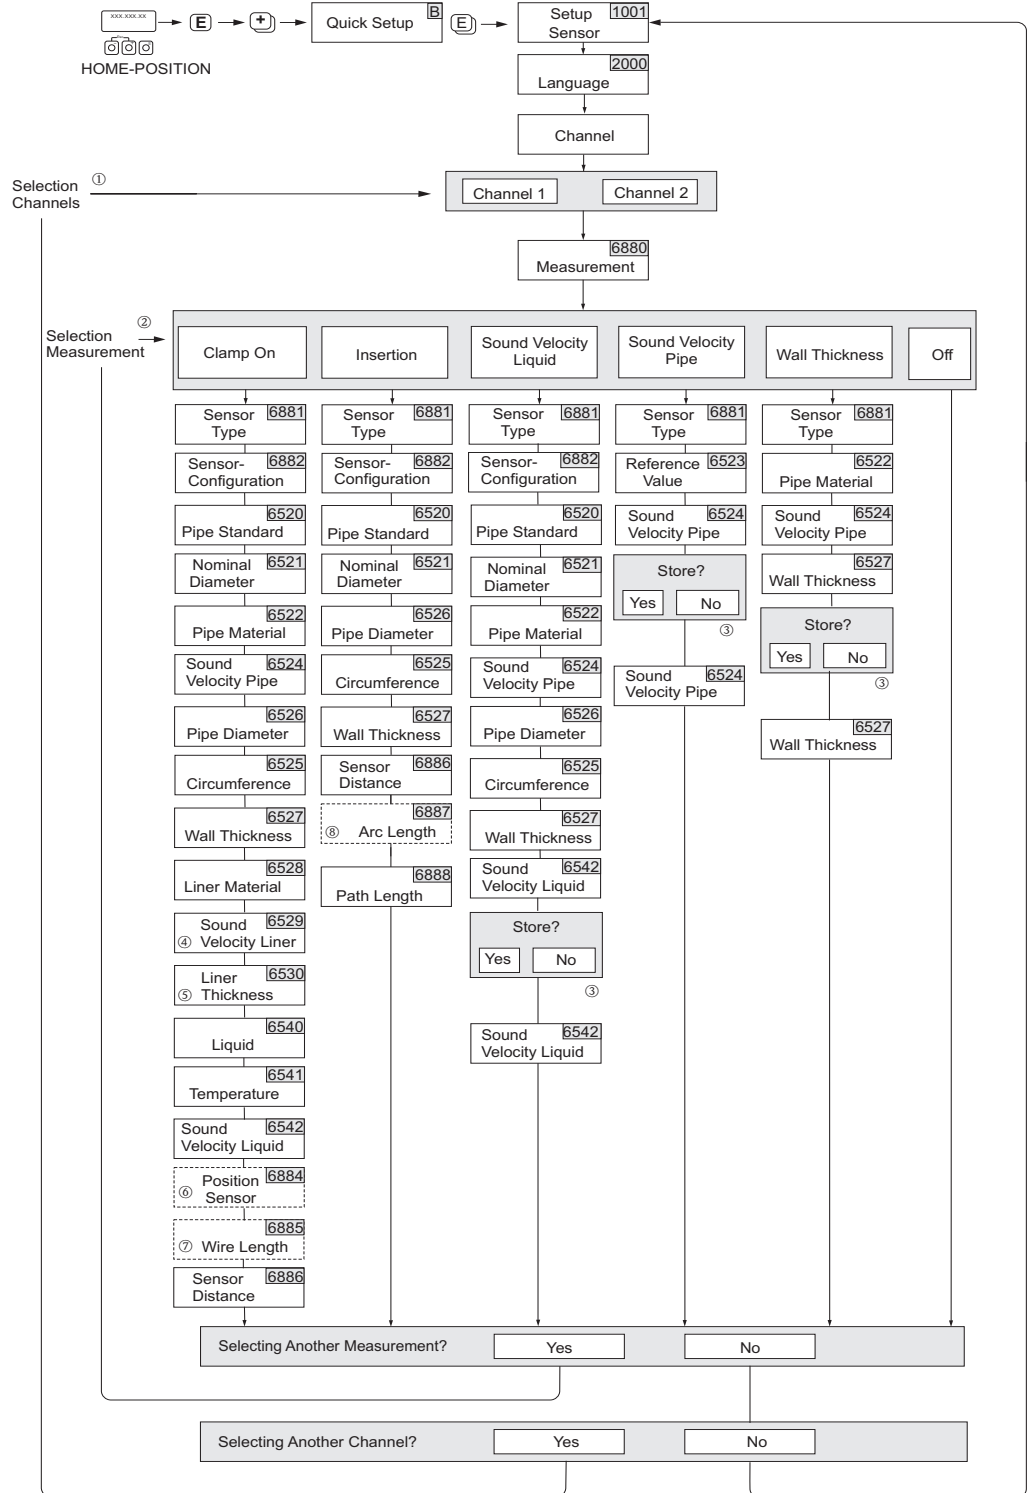 xxx.xxx.xx
E
+
Quick Setup
B
E
Setup
Sensor
1001
HOME-POSITION
2000
Language
Channel
Selection
Channels
①
Channel 1
Channel 2
6880
Measurement
Selection
Measurement
②
Clamp On
Insertion
Sound Velocity
Liquid
Sound Velocity
Pipe
Wall Thickness
Off
Sensor
Type
6881
Sensor-
Configuration
6882
6520
Pipe Standard
Nominal
Diameter
6521
6522
Pipe Material
Sound
Velocity Pipe
6524
6526
Pipe Diameter
6525
Circumference
6527
Wall Thickness
6528
Liner Material
④
Sound
Velocity Liner
6529
⑤
Liner
Thickness
6530
6540
Liquid
6541
Temperature
Sound
Velocity Liquid
6542
⑥
Position
Sensor
6884
6885
⑦ Wire Length
Sensor
Distance
6886
Sensor
Type
6881
Sensor-
Configuration
6882
6520
Pipe Standard
Nominal
Diameter
6521
6526
Pipe Diameter
6525
Circumference
6527
Wall Thickness
Sensor
Distance
6886
6887
⑧ Arc Length
6888
Path Length
Sensor
Type
6881
Sensor-
Configuration
6882
6520
Pipe Standard
Nominal
Diameter
6521
6522
Pipe Material
Sound
Velocity Pipe
6524
6526
Pipe Diameter
6525
Circumference
6527
Wall Thickness
Sound
Velocity Liquid
6542
Store?
Yes
No
③
Sound
Velocity Liquid
6542
Sensor
Type
6881
Reference
Value
6523
Sound
Velocity Pipe
6524
Store?
Yes
No
③
Sound
Velocity Pipe
6524
Sensor
Type
6881
6522
Pipe Material
Sound
Velocity Pipe
6524
6527
Wall Thickness
Store?
Yes
No
③
6527
Wall Thickness
Selecting Another Measurement?
Yes
No
Selecting Another Channel?
Yes
No